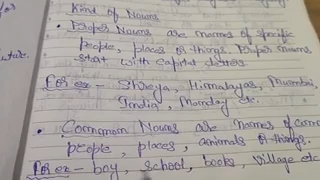 Kind of Nouns
• Proper Nouns are names of specific
people, places or things. Proper nouns
start with capital letters.
For ex - Shreya, Himalayas, Mumbai,
India, Monday etc.
• Common Nouns are names of
people, places, animals or things.
For ex - boy, school, books, village etc